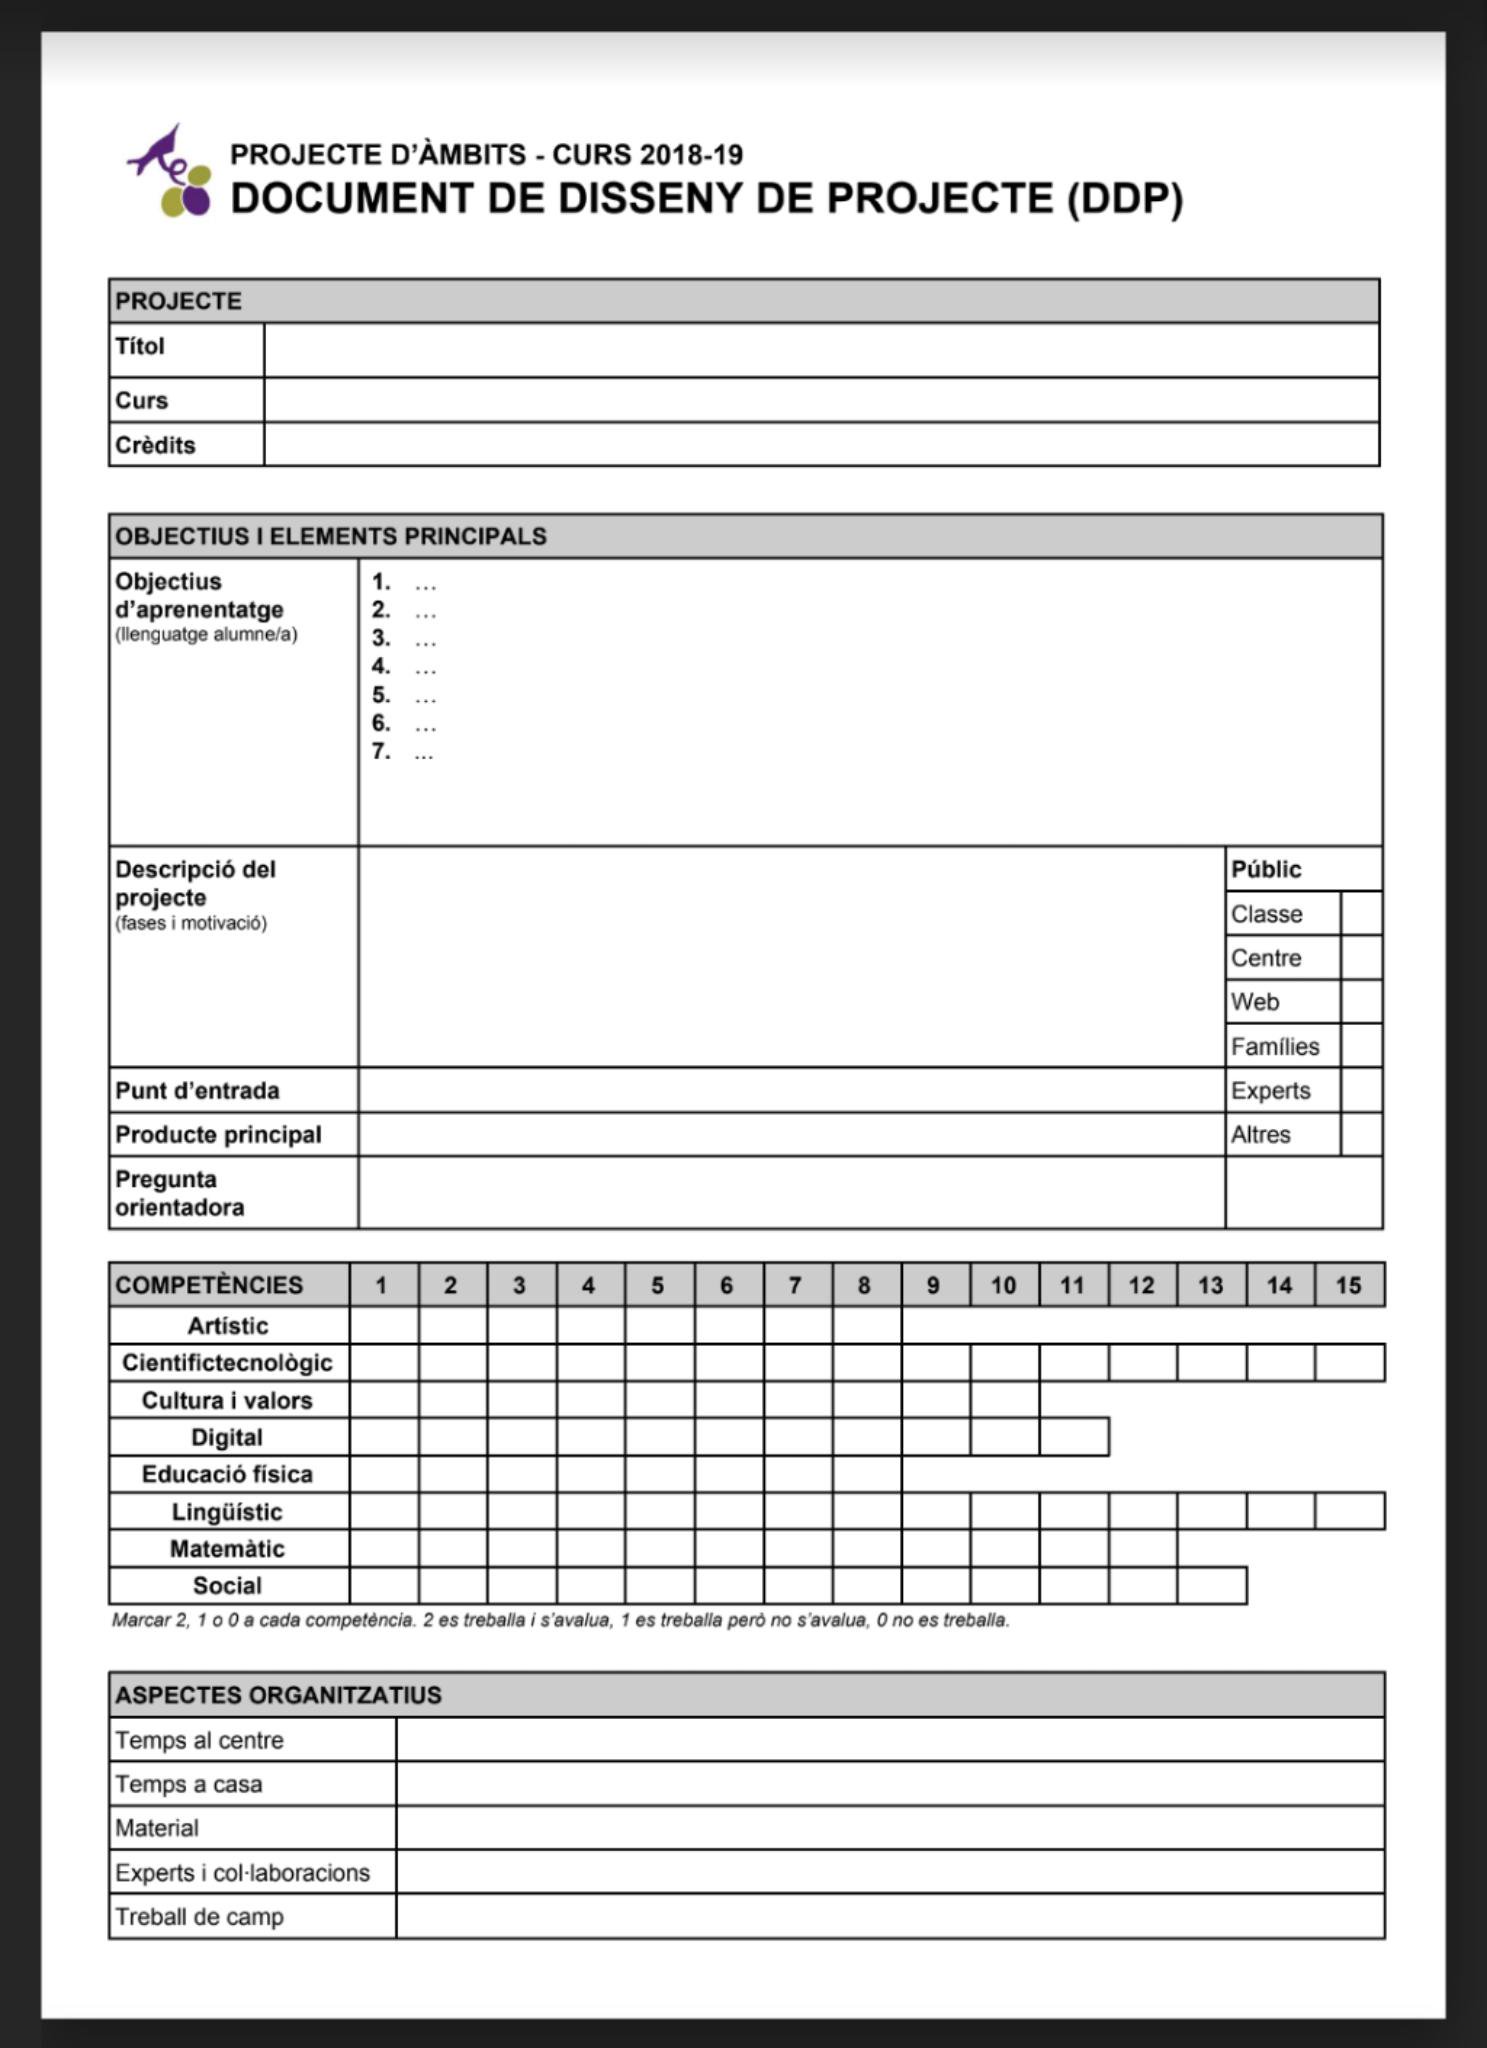 PROJECTE D’ÀMBITS - CURS 2018-19
DOCUMENT DE DISSENY DE PROJECTE (DDP)
PROJECTE
Títol
Curs
Crèdits
OBJECTIUS I ELEMENTS PRINCIPALS
Objectius
d’aprenentatge
(llenguatge alumne/a)
1. ...
2. ...
3. ...
4. ...
5. ...
6. ...
7. ...
Descripció del
projecte
(fases i motivació)
Públic
Classe
Centre
Web
Famílies
Punt d’entrada
Experts
Producte principal
Altres
Pregunta
orientadora
COMPETÈNCIES 1 2 3 4 5 6 7 8 9 10 11 12 13 14 15
Artístic
Cientifictecnològic
Cultura i valors
Digital
Educació física
Lingüístic
Matemàtic
Social
Marcar 2, 1 o 0 a cada competència. 2 es treballa i s’avalua, 1 es treballa però no s’avalua, 0 no es treballa.
ASPECTES ORGANITZATIUS
Temps al centre
Temps a casa
Material
Experts i col·laboracions
Treball de camp